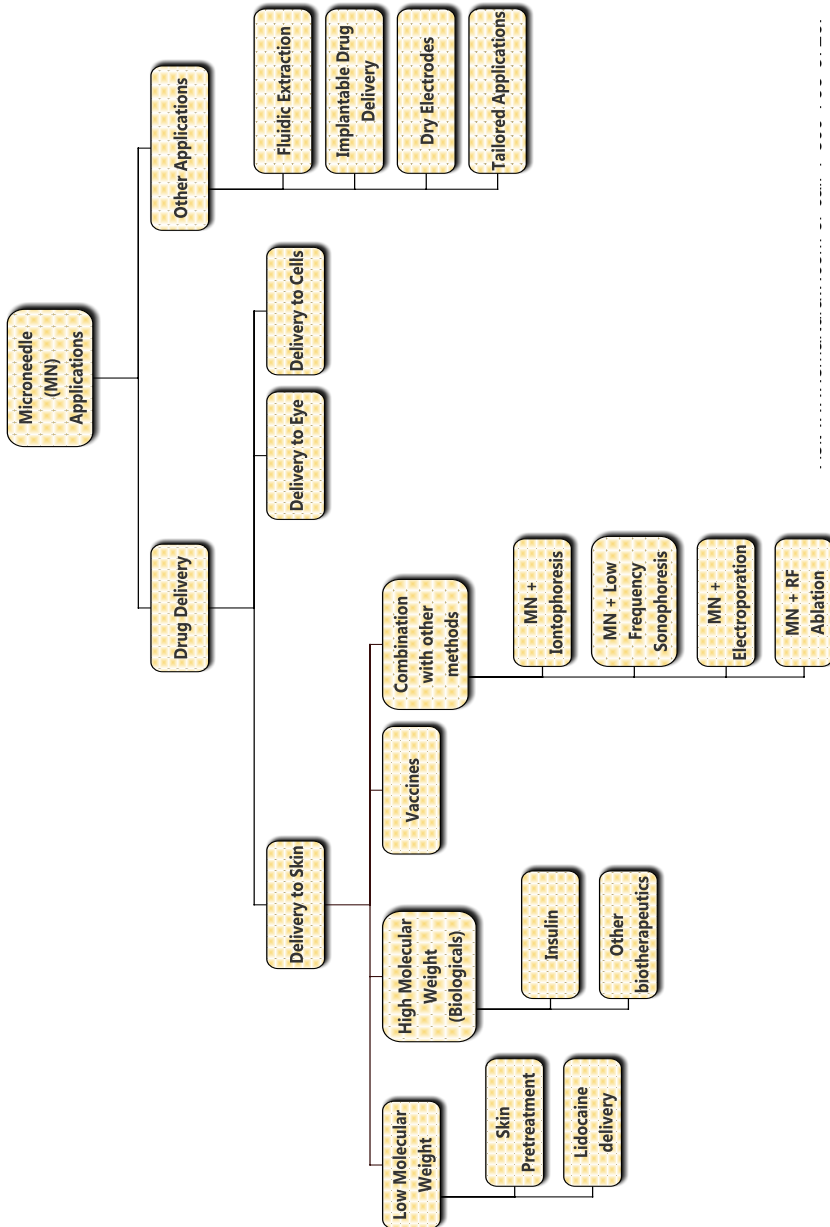 Microneedle
(MN)
Applications
Drug Delivery
Other Applications
Delivery to Skin
Delivery to Eye
Delivery to Cells
Fluidic Extraction
Implantable Drug
Delivery
Dry Electrodes
Tailored Applications
Low Molecular
Weight
High Molecular
Weight
(Biologicals)
Vaccines
Combination
with other
methods
Skin
Pretreatment
Lidocaine
delivery
Insulin
Other
biotherapeutics
MN +
Iontophoresis
MN + Low
Frequency
Sonophoresis
MN +
Electroporation
MN + RF
Ablation